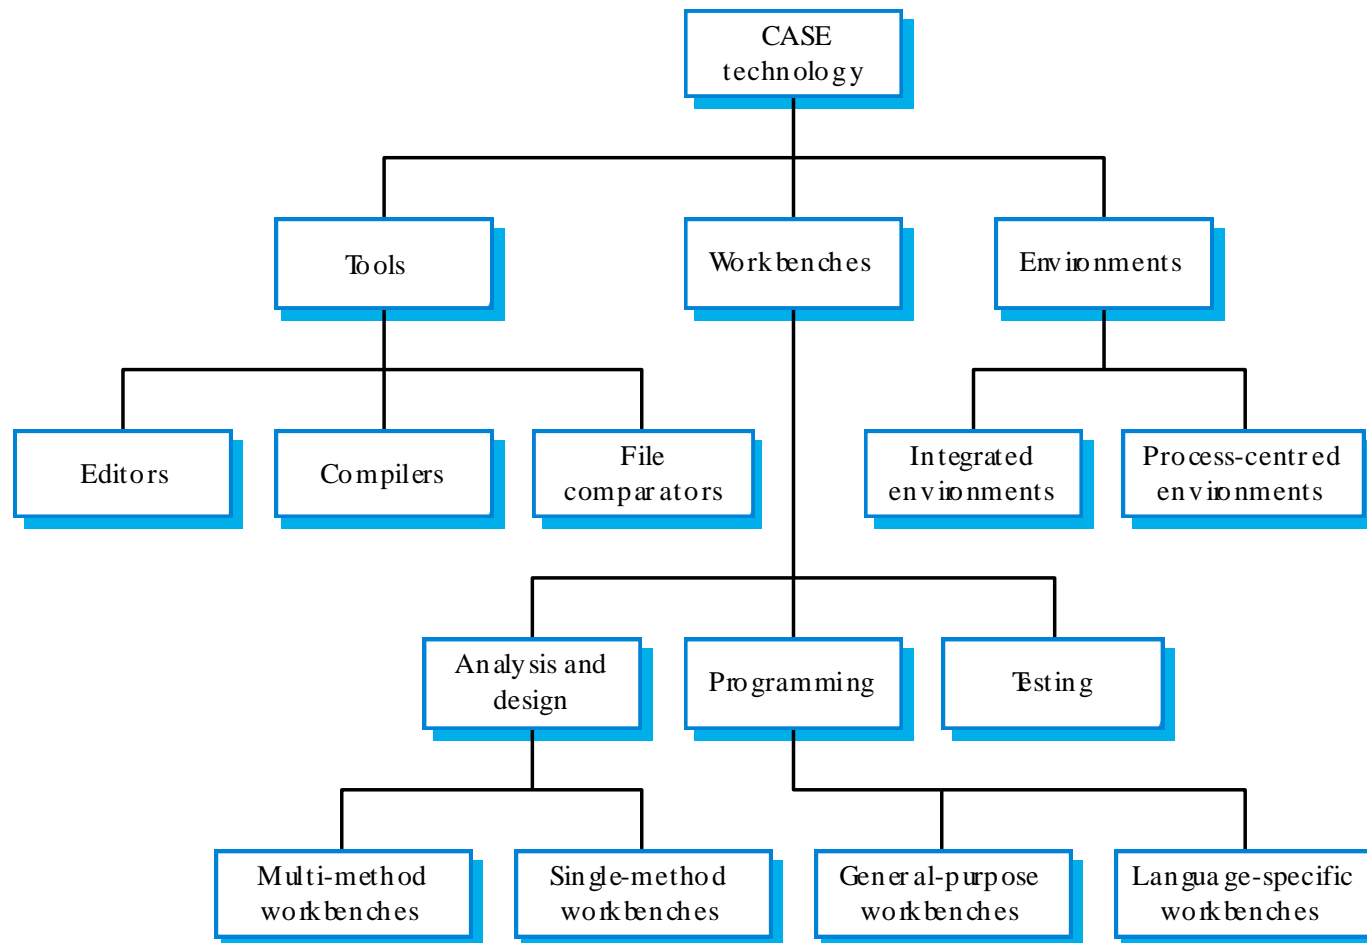 CASE
technology
Tools
Workbenches
Environments
Editors
Compilers
File
comparators
Integrated
environments
Process-centred
environments
Analysis and
design
Programming
Testing
Multi-method
workbenches
Single-method
workbenches
General-purpose
workbenches
Language-specific
workbenches